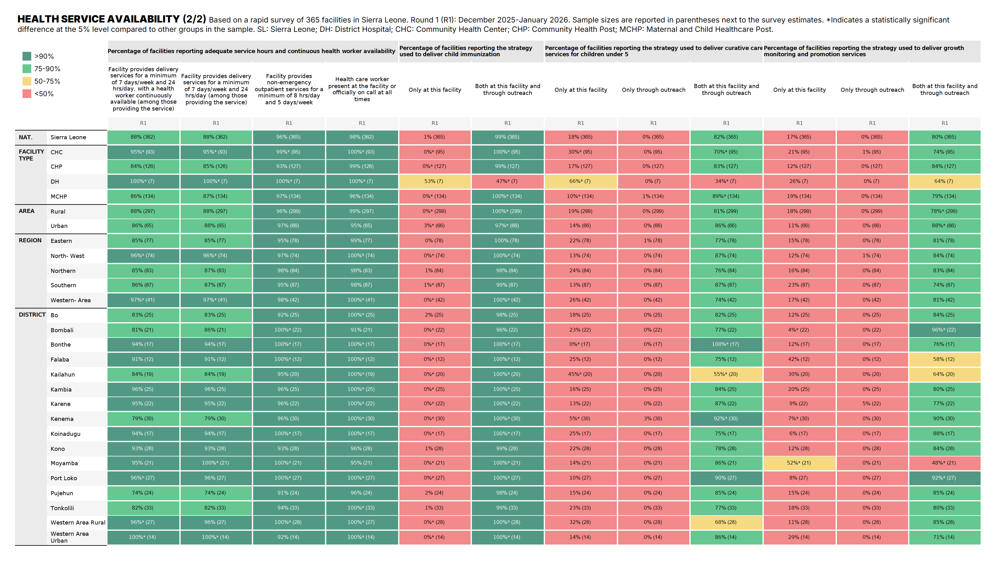 HEALTH SERVICE AVAILABILITY (2/2) Based on a rapid survey of 365 facilities in Sierra Leone. Round 1 (R1): December 2025-January 2026. Sample sizes are reported in parentheses next to the survey estimates. *Indicates a statistically significant
difference at the 5% level compared to other groups in the sample. SL: Sierra Leone; DH: District Hospital; CHC: Community Health Center; CHP: Community Health Post; MCHP: Maternal and Child Healthcare Post.
>90%
75-90%
50-75%
<50%
Percentage of facilities reporting adequate service hours and continuous health worker availability
Percentage of facilities reporting the strategy
used to deliver child immunization
Percentage of facilities reporting the strategy used to deliver curative care
services for children under 5
Percentage of facilities reporting the strategy used to deliver growth
monitoring and promotion services
Facility provides delivery
services for a minimum
of 7 days/week and 24
hrs/day, with a health
worker continuously
available (among those
providing the service)
Facility provides delivery
services for a minimum
of 7 days/week and 24
hrs/day (among those
providing the service)
Facility provides
non-emergency
outpatient services for a
minimum of 8 hrs/day
and 5 days/week
Health care worker
present at the facility or
officially on call at all
times
Only at this facility
Both at this facility and
through outreach
Only at this facility
Only through outreach
Both at this facility and
through outreach
Only at this facility
Only through outreach
Both at this facility and
through outreach
R1 R1 R1 R1 R1 R1 R1 R1 R1 R1 R1 R1
NAT. Sierra Leone 88% (362) 88% (362) 96% (365) 98% (362) 1% (365) 99% (365) 18% (365) 0% (365) 82% (365) 17% (365) 0% (365) 80% (365)
FACILITY
TYPE
CHC 95%* (93) 95%* (93) 99%* (95) 100%* (93) 0%* (95) 100%* (95) 30%* (95) 0% (95) 70%* (95) 21% (95) 1% (95) 74% (95)
CHP 84% (126) 85% (126) 93% (127) 99% (126) 0%* (127) 99% (127) 17% (127) 0% (127) 83% (127) 12% (127) 0% (127) 84% (127)
DH 100%* (7) 100%* (7) 100%* (7) 100%* (7) 53% (7) 47%* (7) 66%* (7) 0% (7) 34%* (7) 26% (7) 0% (7) 64% (7)
MCHP 86% (134) 87% (134) 97% (134) 96% (134) 0%* (134) 100%* (134) 10%* (134) 1% (134) 89%* (134) 19% (134) 0% (134) 79% (134)
AREA Rural 88% (297) 88% (297) 96% (299) 99% (297) 0%* (299) 100%* (299) 19% (299) 0% (299) 81% (299) 18% (299) 0% (299) 78%* (299)
Urban 86% (65) 88% (65) 97% (66) 95% (65) 3%* (66) 97%* (66) 14% (66) 0% (66) 86% (66) 11% (66) 0% (66) 88%* (66)
REGION Eastern 85% (77) 85% (77) 95% (78) 99% (77) 0% (78) 100% (78) 22% (78) 1% (78) 77% (78) 15% (78) 0% (78) 81% (78)
North- West 96%* (74) 96%* (74) 97% (74) 100%* (74) 0%* (74) 100%* (74) 13% (74) 0% (74) 87% (74) 12% (74) 1% (74) 84% (74)
Northern 85% (83) 87% (83) 98% (84) 98% (83) 1% (84) 98% (84) 24% (84) 0% (84) 76% (84) 16% (84) 0% (84) 83% (84)
Southern 86% (87) 87% (87) 95% (87) 98% (87) 1%* (87) 99% (87) 13% (87) 0% (87) 87% (87) 23% (87) 0% (87) 74% (87)
Western- Area 97%* (41) 97%* (41) 98% (42) 100%* (41) 0%* (42) 100%* (42) 26% (42) 0% (42) 74% (42) 17% (42) 0% (42) 81% (42)
DISTRICT Bo 83% (25) 83% (25) 92% (25) 100%* (25) 2% (25) 98% (25) 18% (25) 0% (25) 82% (25) 12% (25) 0% (25) 84% (25)
Bombali 81% (21) 86% (21) 100%* (22) 91% (21) 0%* (22) 96% (22) 23% (22) 0% (22) 77% (22) 4%* (22) 0% (22) 96%* (22)
Bonthe 94% (17) 94% (17) 100%* (17) 100%* (17) 0%* (17) 100%* (17) 0%* (17) 0% (17) 100%* (17) 12% (17) 0% (17) 76% (17)
Falaba 91% (12) 91% (12) 100%* (12) 100%* (12) 0%* (12) 100%* (12) 25% (12) 0% (12) 75% (12) 42% (12) 0% (12) 58% (12)
Kailahun 84% (19) 84% (19) 95% (20) 100%* (19) 0%* (20) 100%* (20) 45%* (20) 0% (20) 55%* (20) 30% (20) 0% (20) 64% (20)
Kambia 96% (25) 96% (25) 96% (25) 100%* (25) 0%* (25) 100%* (25) 16% (25) 0% (25) 84% (25) 20% (25) 0% (25) 80% (25)
Karene 95% (22) 95% (22) 96% (22) 100%* (22) 0%* (22) 100%* (22) 13% (22) 0% (22) 87% (22) 9% (22) 5% (22) 77% (22)
Kenema 79% (30) 79% (30) 96% (30) 100%* (30) 0%* (30) 100%* (30) 5%* (30) 3% (30) 92%* (30) 7%* (30) 0% (30) 90% (30)
Koinadugu 94% (17) 94% (17) 100%* (17) 100%* (17) 0%* (17) 100%* (17) 25% (17) 0% (17) 75% (17) 6% (17) 0% (17) 88% (17)
Kono 93% (28) 93% (28) 93% (28) 96% (28) 1% (28) 99% (28) 22% (28) 0% (28) 78% (28) 12% (28) 0% (28) 84% (28)
Moyamba 95% (21) 100%* (21) 100%* (21) 95% (21) 0%* (21) 100%* (21) 14% (21) 0% (21) 86% (21) 52%* (21) 0% (21) 48%* (21)
Port Loko 96%* (27) 96% (27) 100%* (27) 100%* (27) 0%* (27) 100%* (27) 10% (27) 0% (27) 90% (27) 8% (27) 0% (27) 92%* (27)
Pujehun 74% (24) 74% (24) 91% (24) 96% (24) 2% (24) 98% (24) 15% (24) 0% (24) 85% (24) 15% (24) 0% (24) 85% (24)
Tonkolili 82% (33) 82% (33) 94% (33) 100%* (33) 1% (33) 99% (33) 23% (33) 0% (33) 77% (33) 18% (33) 0% (33) 80% (33)
Western Area Rural 96%* (27) 96% (27) 100%* (28) 100%* (27) 0%* (28) 100%* (28) 32% (28) 0% (28) 68% (28) 11% (28) 0% (28) 85% (28)
Western Area
Urban
100%* (14) 100%* (14) 92% (14) 100%* (14) 0%* (14) 100%* (14) 14% (14) 0% (14) 86% (14) 29% (14) 0% (14) 71% (14)